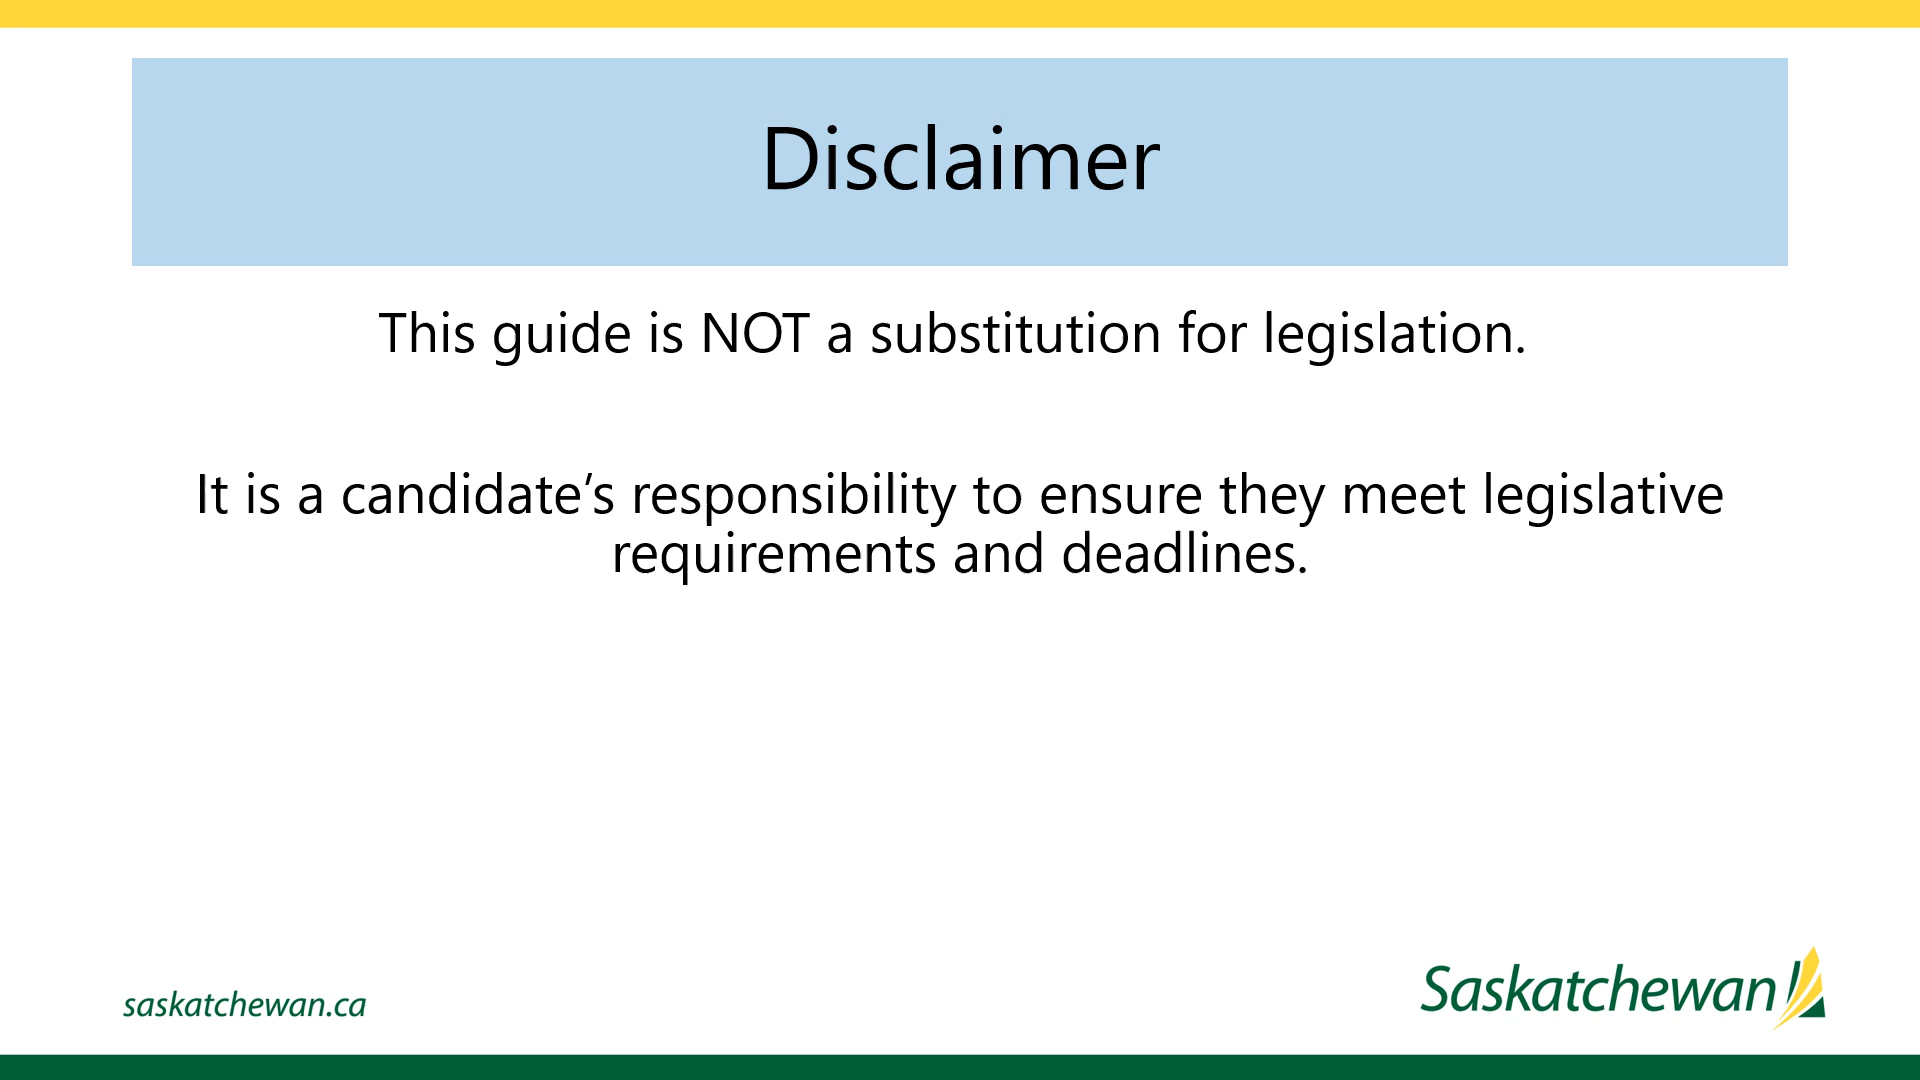 Disclaimer
This guide is NOT a substitution for legislation.
It is a candidate’s responsibility to ensure they meet legislative
requirements and deadlines.
saskatchewan.ca
Saskatchewan